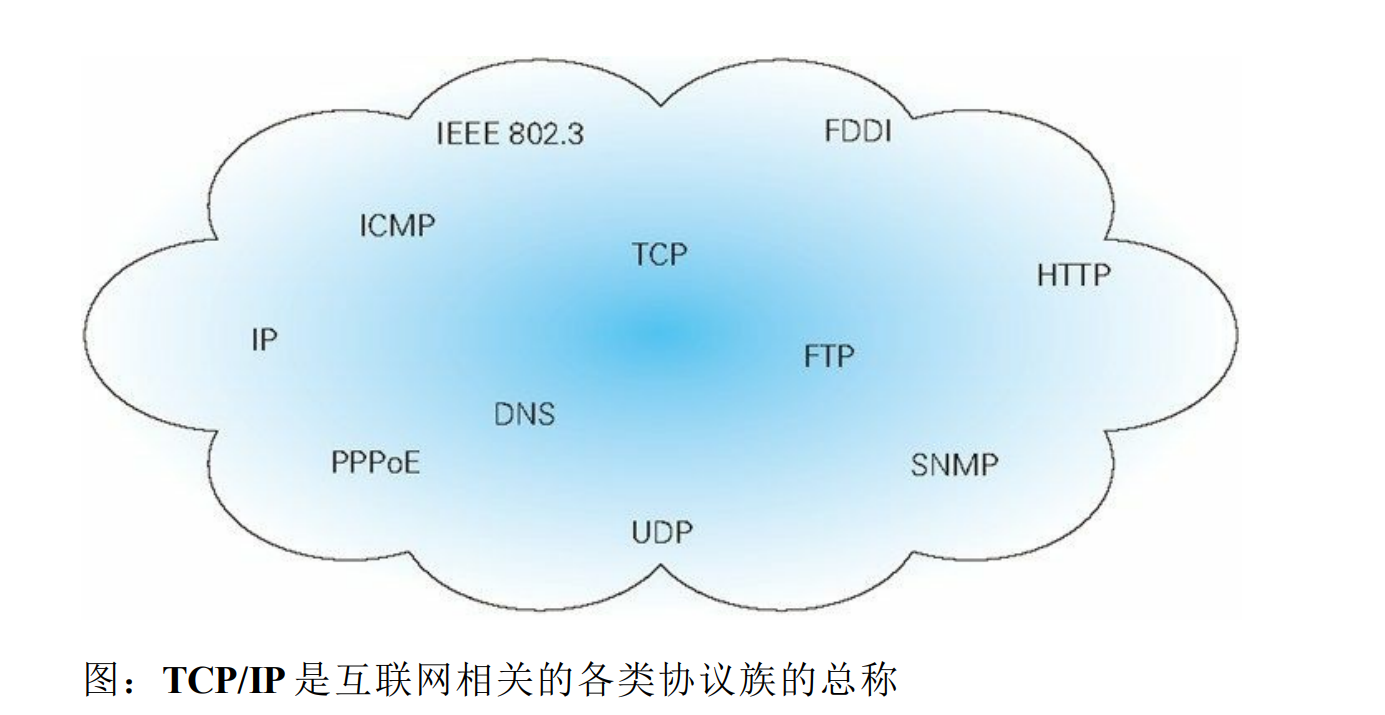 IEEE 802.3
FDDI
ICMP
TCP
HTTP
IP
FTP
DNS
PPPoE
SNMP
UDP
图：TCP/IP 是互联网相关的各类协议族的总称